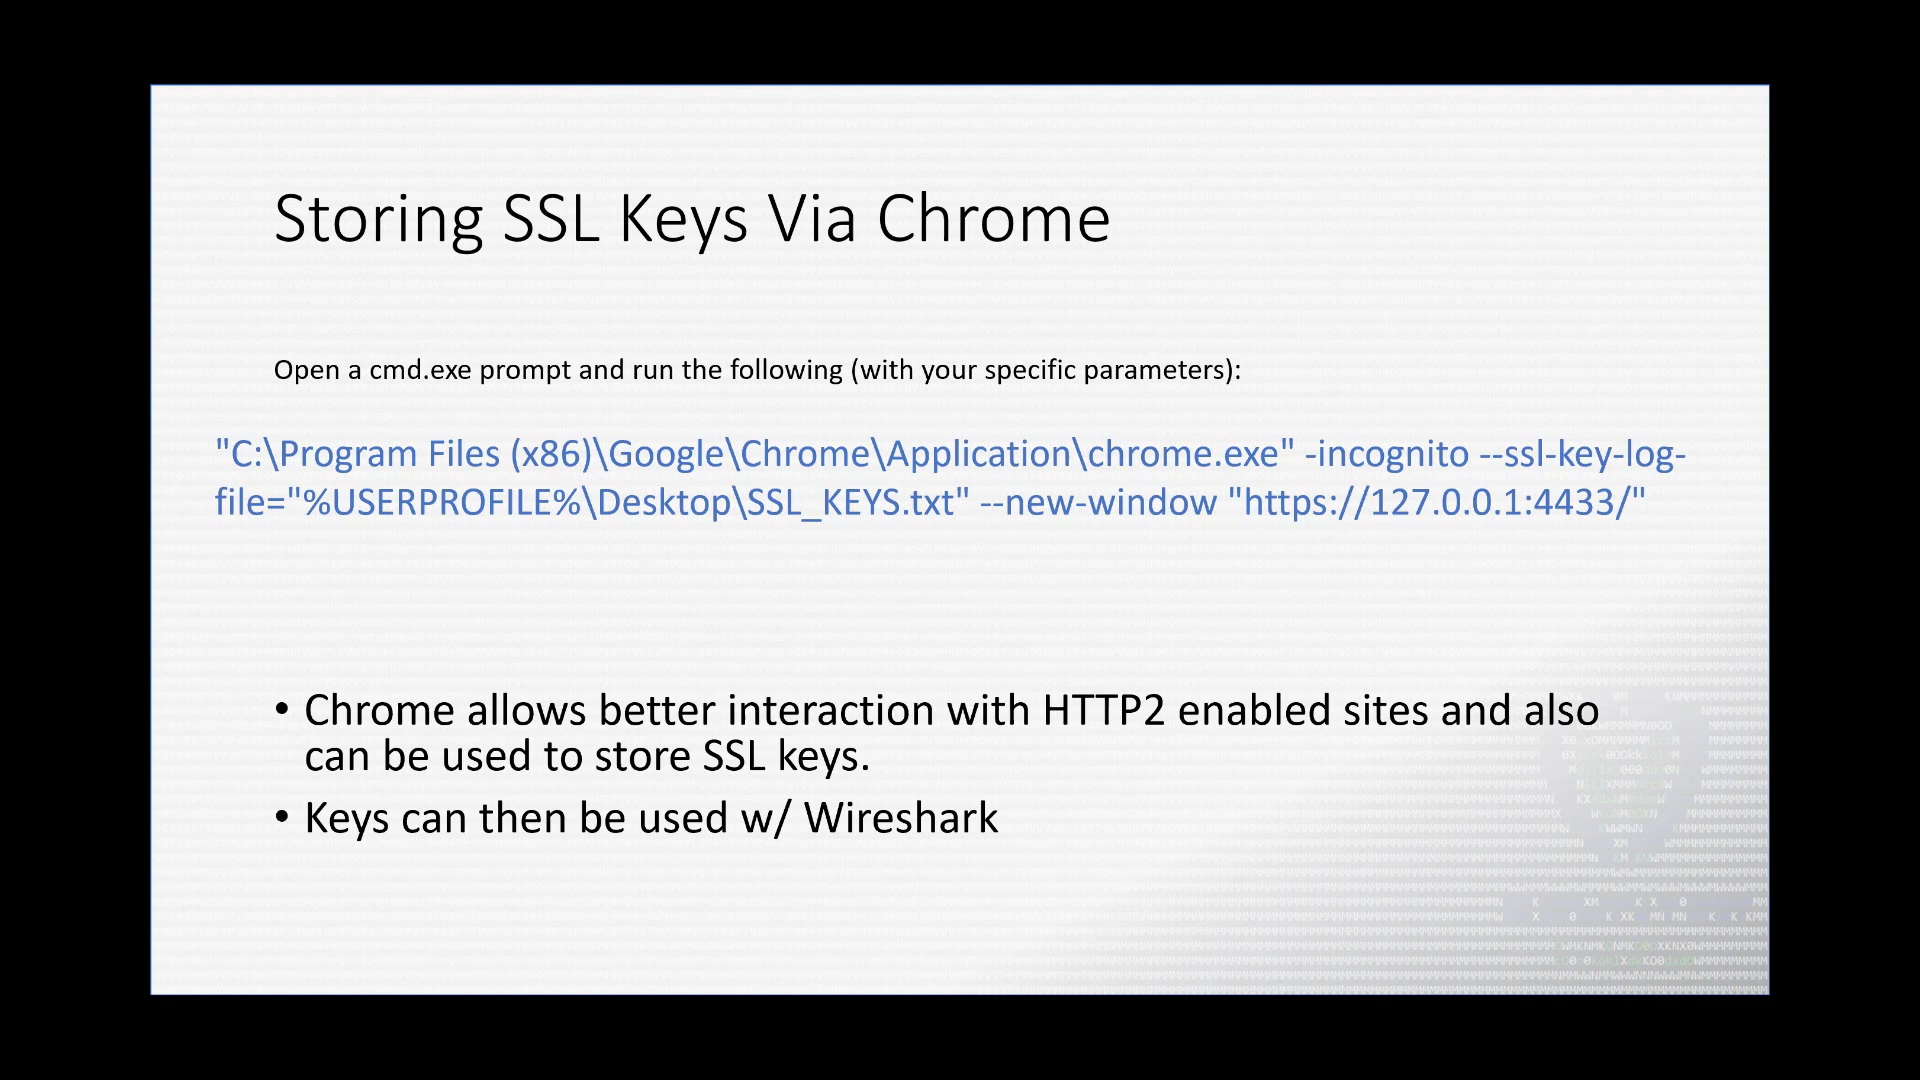 Storing SSL Keys Via Chrome
Open a cmd.exe prompt and run the following (with your specific parameters):
"C:\Program Files (x86)\Google\Chrome\Application\chrome.exe" -incognito --ssl-key-log-
file="%USERPROFILE%\Desktop\SSL_KEYS.txt" --new-window "https://127.0.0.1:4433/"
• Chrome allows better interaction with HTTP2 enabled sites and also
can be used to store SSL keys.
• Keys can then be used w/ Wireshark